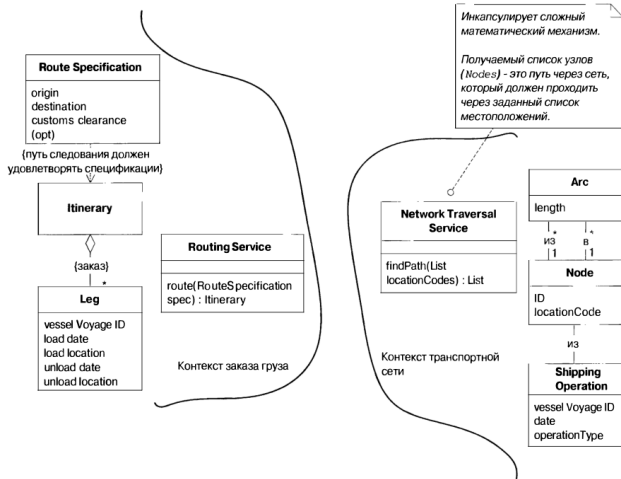 Инкапсулирует сложный
математический механизм.
Получаемый список узлов
(Nodes) - это путь через сеть,
который должен проходить
через заданный список
местоположений.
Route Specification
origin
destination
customs clearance
(opt)
{путь следования должен
удовлетворять спецификации}
Itinerary
{заказ}
*
Leg
vessel Voyage ID
load date
load location
unload date
unload location
Routing Service
route(RouteSpecification
spec) : Itinerary
Контекст заказа груза
Network Traversal
Service
findPath(List
locationCodes) : List
Контекст транспортной
сети
Arc
length
* *
из в
1 1
Node
ID
locationCode
из
Shipping
Operation
vessel Voyage ID
date
operationType